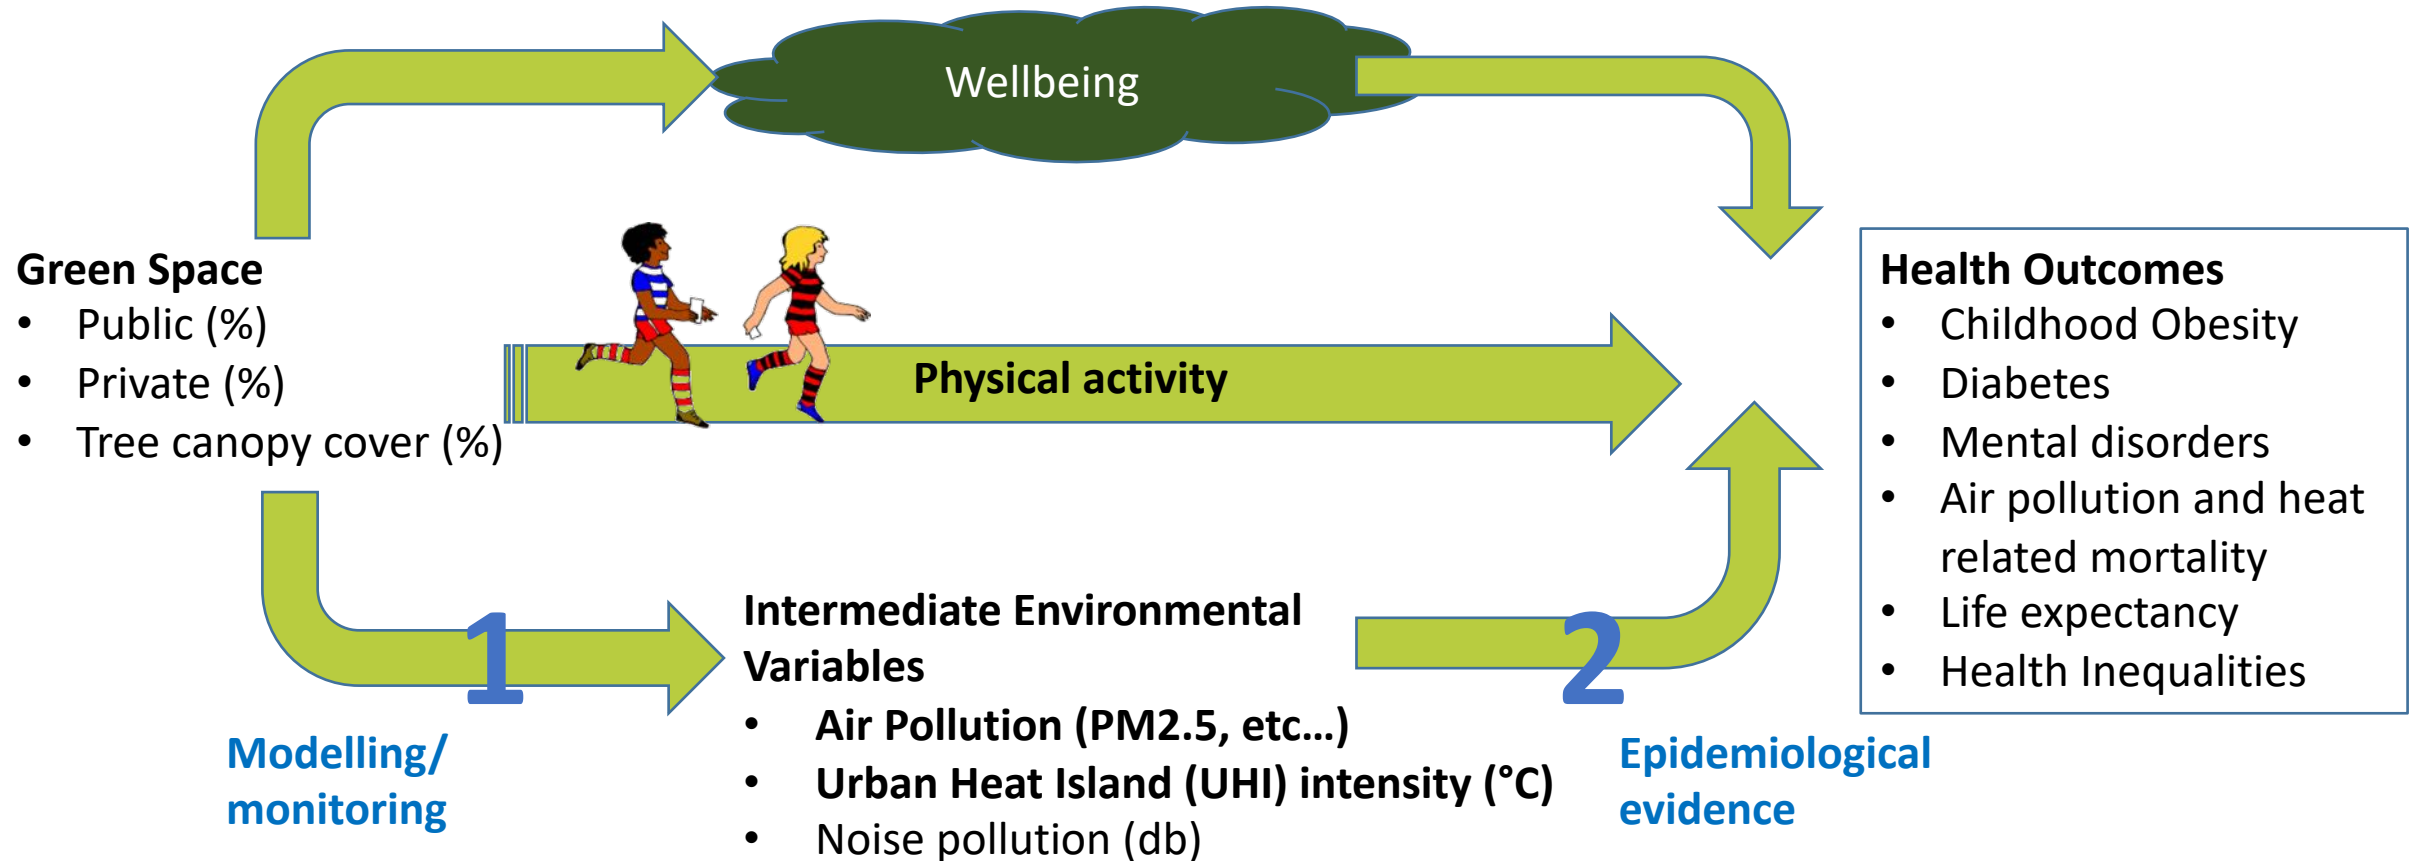 Wellbeing
Green Space
• Public (%)
• Private (%)
• Tree canopy cover (%)
Physical activity
Health Outcomes
• Childhood Obesity
• Diabetes
• Mental disorders
• Air pollution and heat
related mortality
• Life expectancy
• Health Inequalities
1
Modelling/
monitoring
Intermediate Environmental
Variables
• Air Pollution (PM2.5, etc...)
• Urban Heat Island (UHI) intensity (°C)
• Noise pollution (db)
2
Epidemiological
evidence